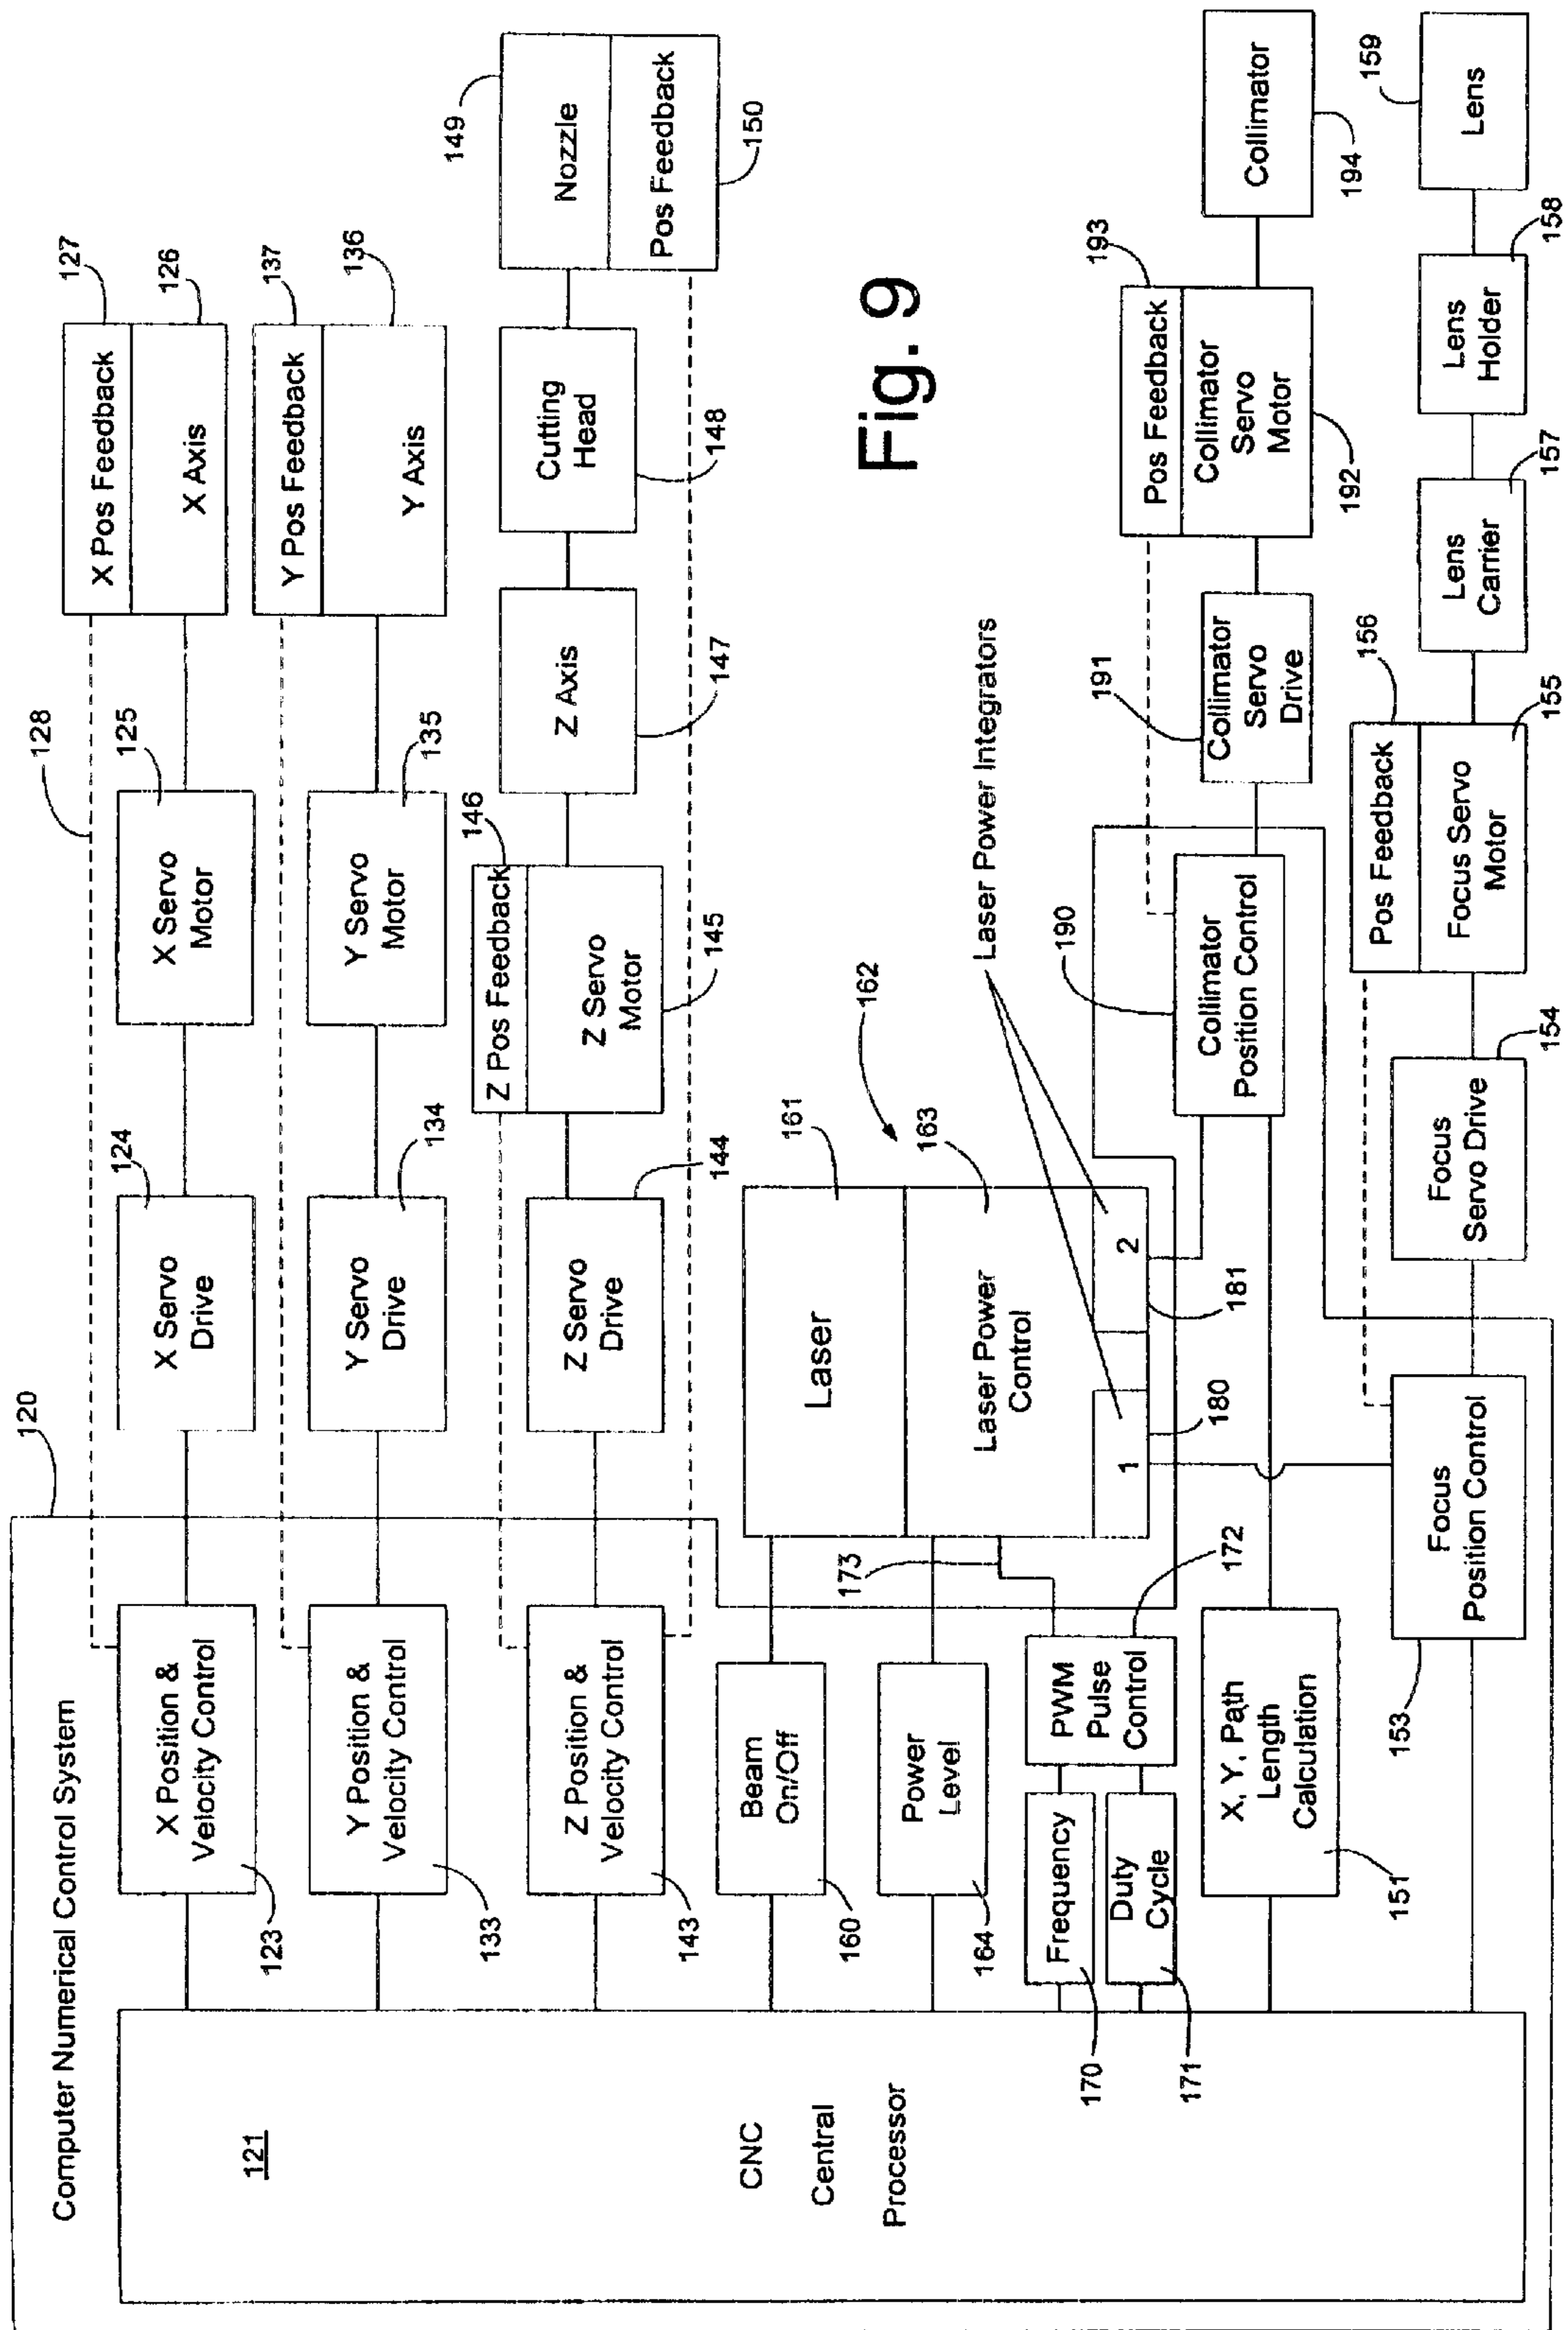 Computer Numerical Control System
120
121
CNC
Central
Processor
X Position &
Velocity Control
123
X Servo
Drive
124
X Servo
Motor
125
128
X Pos Feedback
127
X Axis
126
Y Position &
Velocity Control
133
Y Servo
Drive
134
Y Servo
Motor
135
Y Pos Feedback
137
Y Axis
136
Z Position &
Velocity Control
143
Z Servo
Drive
144
Z Pos Feedback
146
Z Servo
Motor
145
Z Axis
147
Cutting
Head
148
Nozzle
149
Pos Feedback
150
Beam
On/Off
160
Laser
161
162
Power
Level
164
Laser Power
Control
163
1
180
2
181
Laser Power Integrators
Frequency
170
Duty
Cycle
171
PWM
Pulse
Control
172
173
X, Y, Path
Length
Calculation
151
Collimator
Position Control
190
Collimator
Servo
Drive
191
Pos Feedback
193
Collimator
Servo
Motor
192
Collimator
194
Focus
Position Control
153
Focus
Servo Drive
154
Pos Feedback
156
Focus Servo
Motor
155
Lens
Carrier
157
Lens
Holder
158
Lens
159
Fig. 9